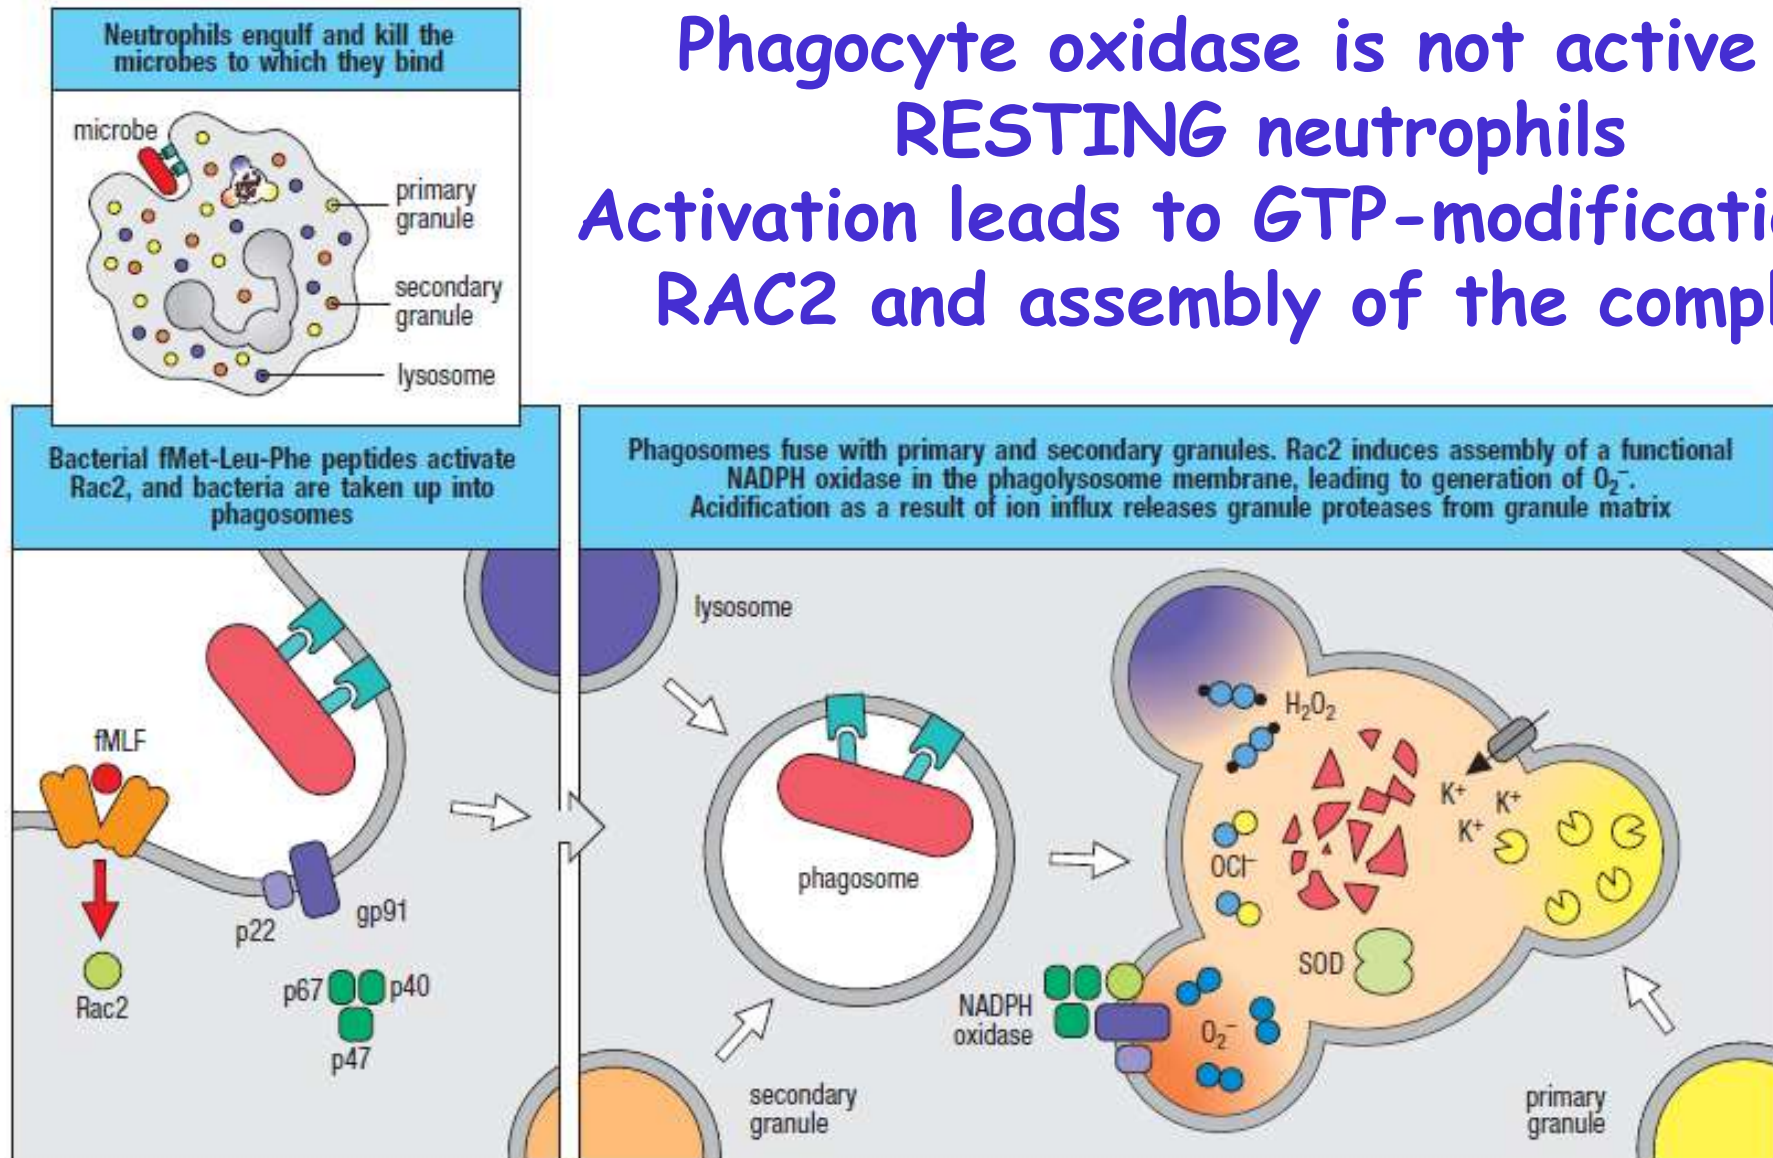 Neutrophils engulf and kill the
microbes to which they bind
microbe
primary
granule
secondary
granule
lysosome
Phagocyte oxidase is not active
RESTING neutrophils
Activation leads to GTP-modificati
RAC2 and assembly of the compl
Bacterial fMet-Leu-Phe peptides activate
Rac2, and bacteria are taken up into
phagosomes
fMLF
Rac2
p22
gp91
p67
p40
p47
Phagosomes fuse with primary and secondary granules. Rac2 induces assembly of a functional
NADPH oxidase in the phagolysosome membrane, leading to generation of O₂⁻.
Acidification as a result of ion influx releases granule proteases from granule matrix
lysosome
phagosome
secondary
granule
H₂O₂
OCl⁻
K⁺
K⁺
K⁺
SOD
NADPH
oxidase
O₂⁻
primary
granule